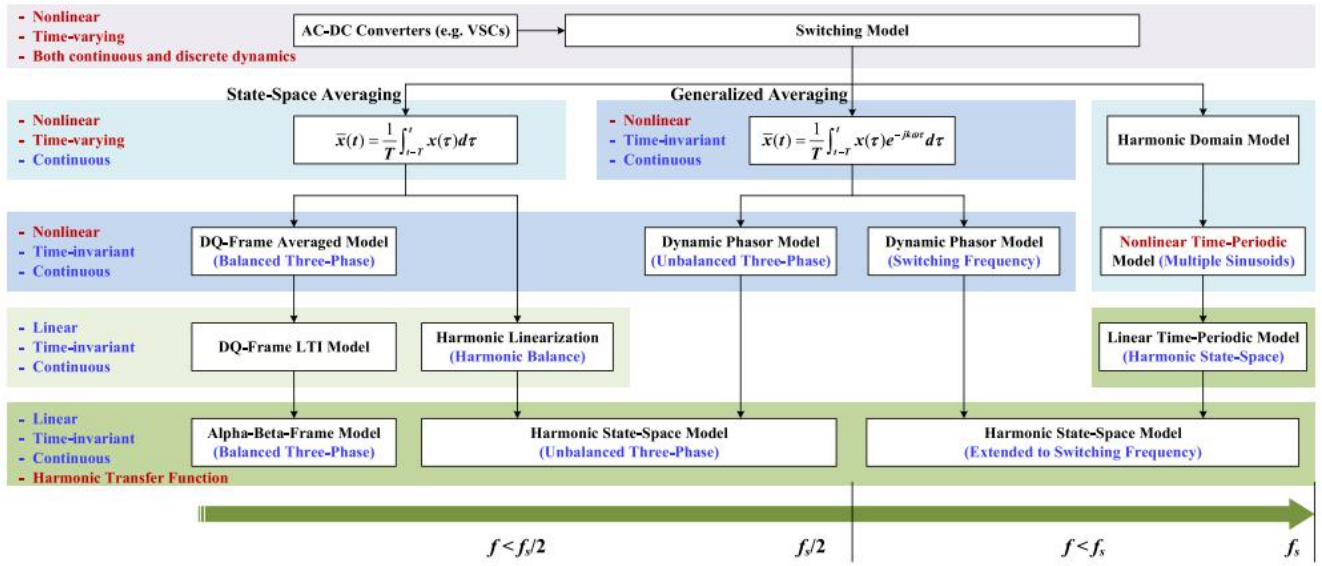 - Nonlinear
- Time-varying
- Both continuous and discrete dynamics
AC-DC Converters (e.g. VSCs)
Switching Model
State-Space Averaging
Generalized Averaging
- Nonlinear
- Time-varying
- Continuous
x̄(t) = 1/T ∫_{t-T}^{t} x(τ)dτ
- Nonlinear
- Time-invariant
- Continuous
x̄(t) = 1/T ∫_{t-T}^{t} x(τ)e^{-jkωτ}dτ
Harmonic Domain Model
- Nonlinear
- Time-invariant
- Continuous
DQ-Frame Averaged Model
(Balanced Three-Phase)
Dynamic Phasor Model
(Unbalanced Three-Phase)
Dynamic Phasor Model
(Switching Frequency)
Nonlinear Time-Periodic
Model (Multiple Sinusoids)
- Linear
- Time-invariant
- Continuous
DQ-Frame LTI Model
Harmonic Linearization
(Harmonic Balance)
Linear Time-Periodic Model
(Harmonic State-Space)
- Linear
- Time-invariant
- Continuous
- Harmonic Transfer Function
Alpha-Beta-Frame Model
(Balanced Three-Phase)
Harmonic State-Space Model
(Unbalanced Three-Phase)
Harmonic State-Space Model
(Extended to Switching Frequency)
f < fs/2
fs/2
f < fs
fs